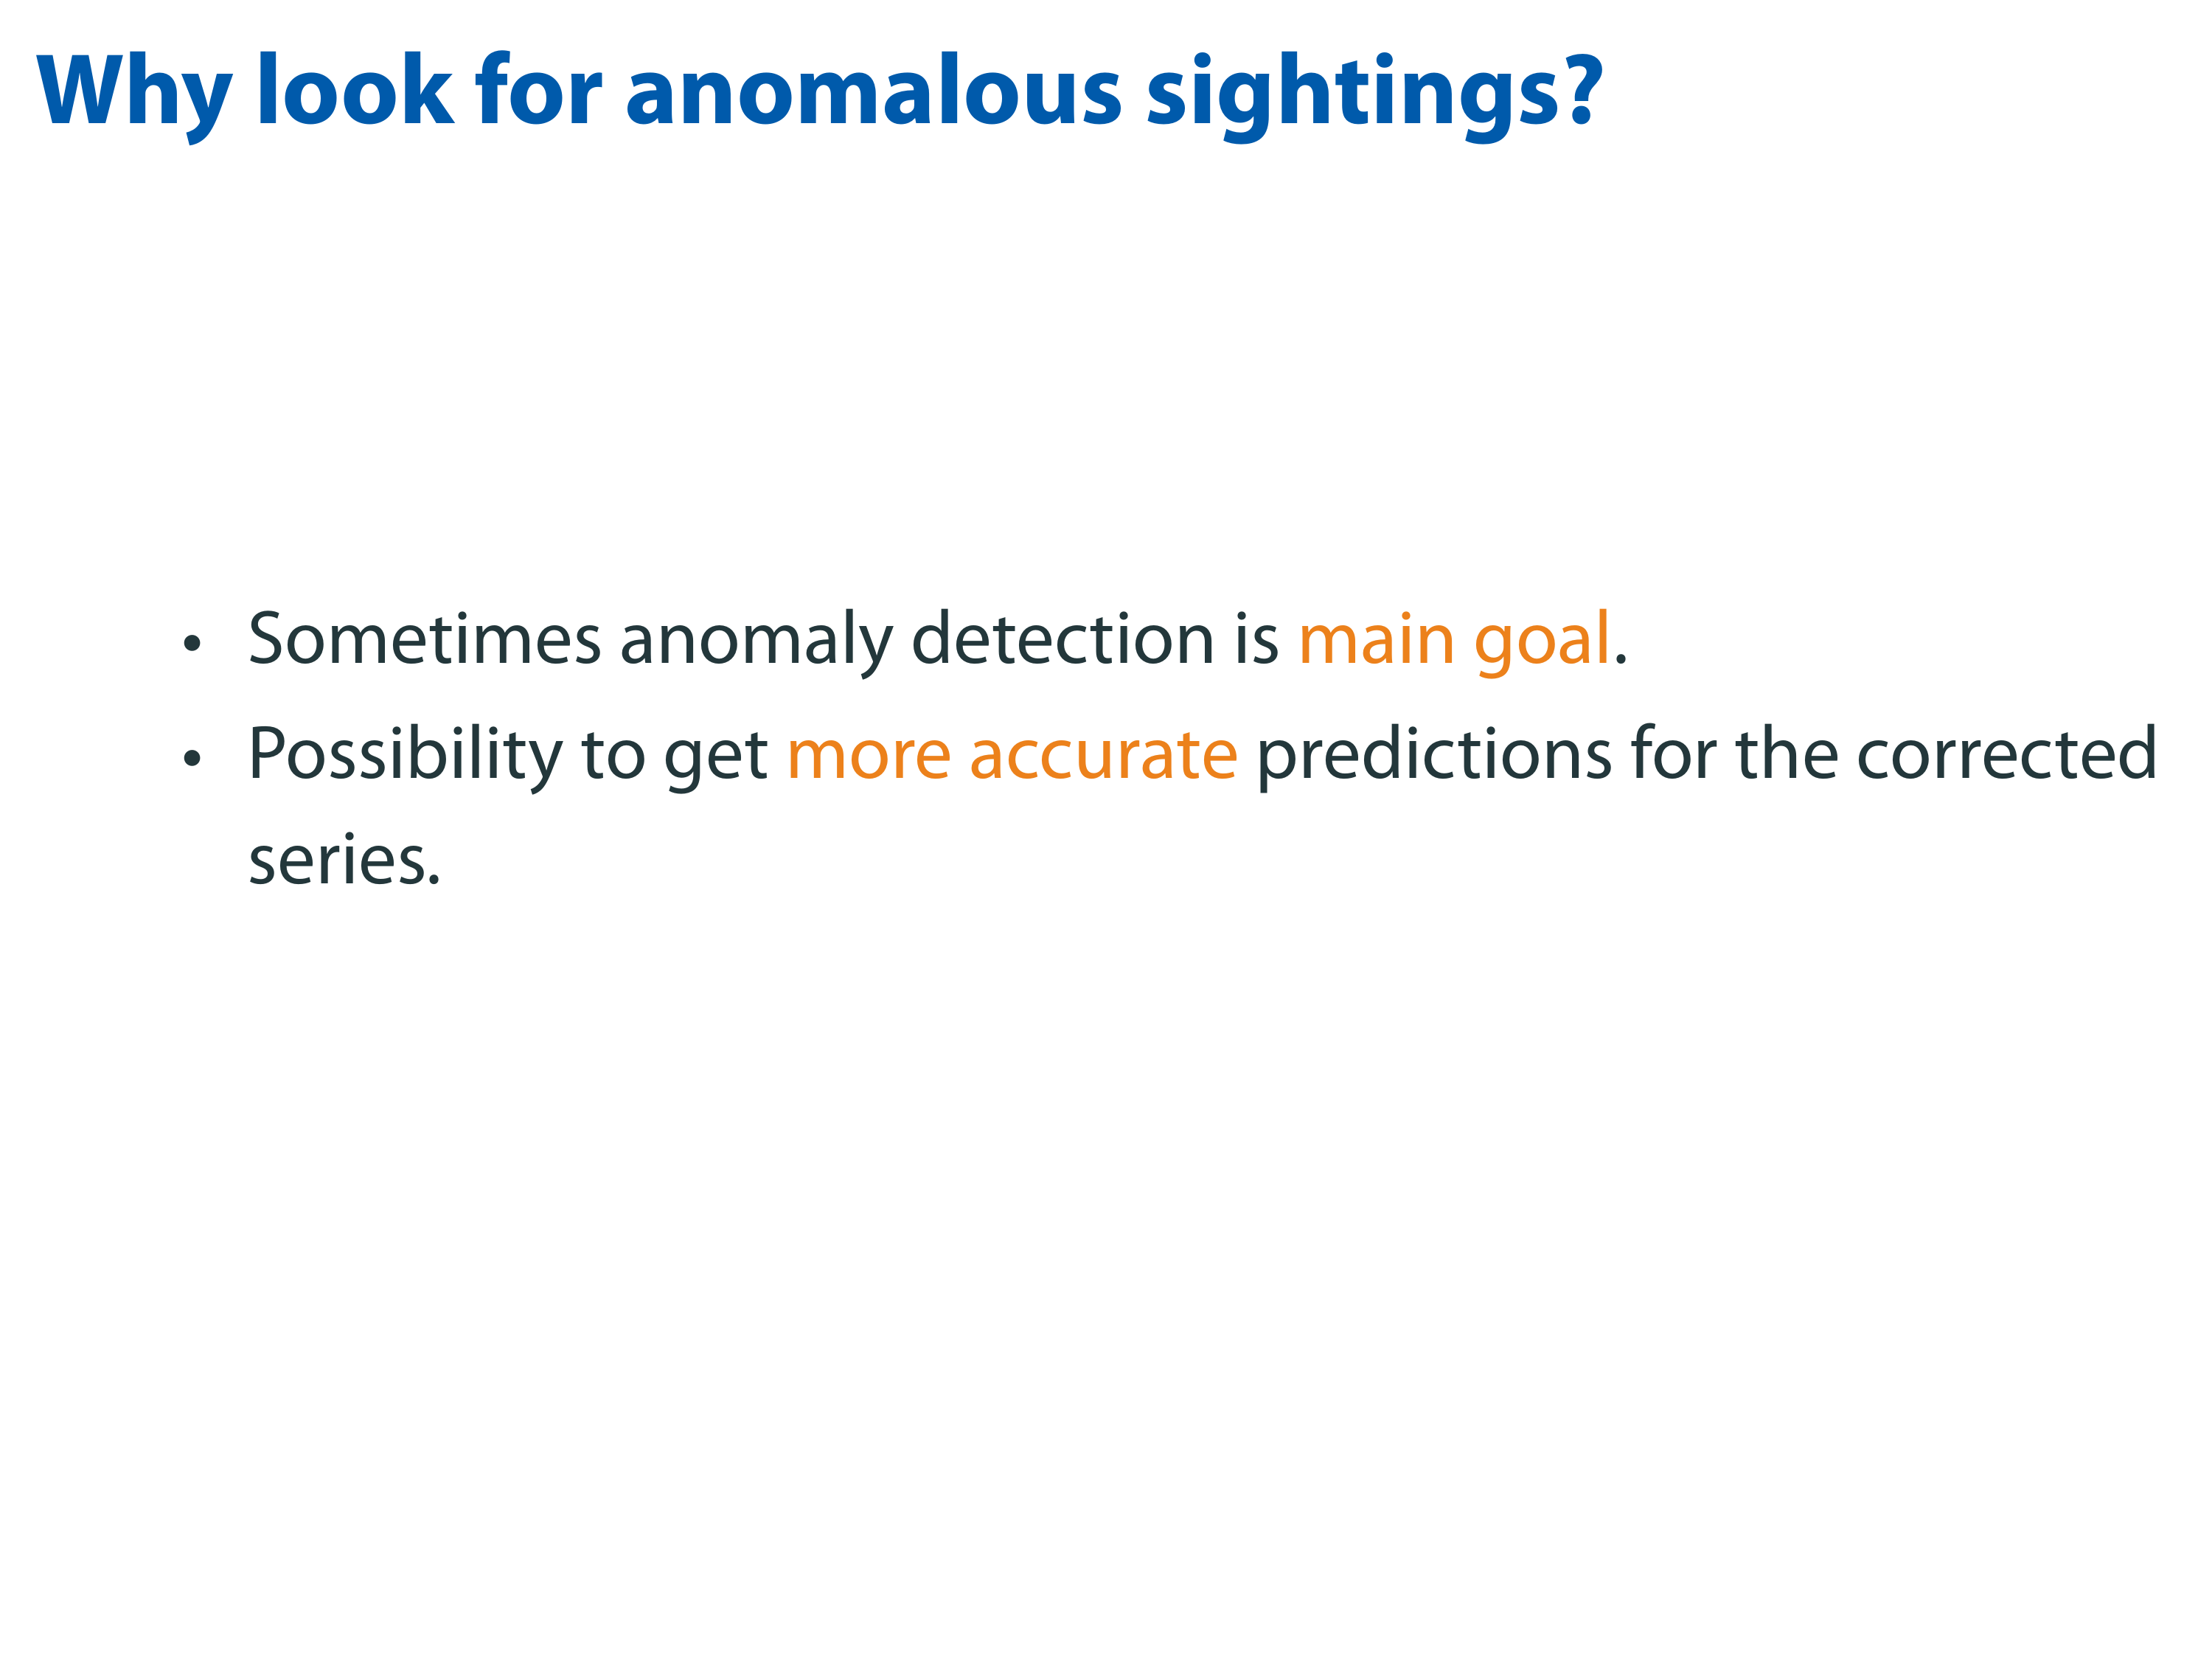 Why look for anomalous sightings?
• Sometimes anomaly detection is main goal.
• Possibility to get more accurate predictions for the corrected
series.